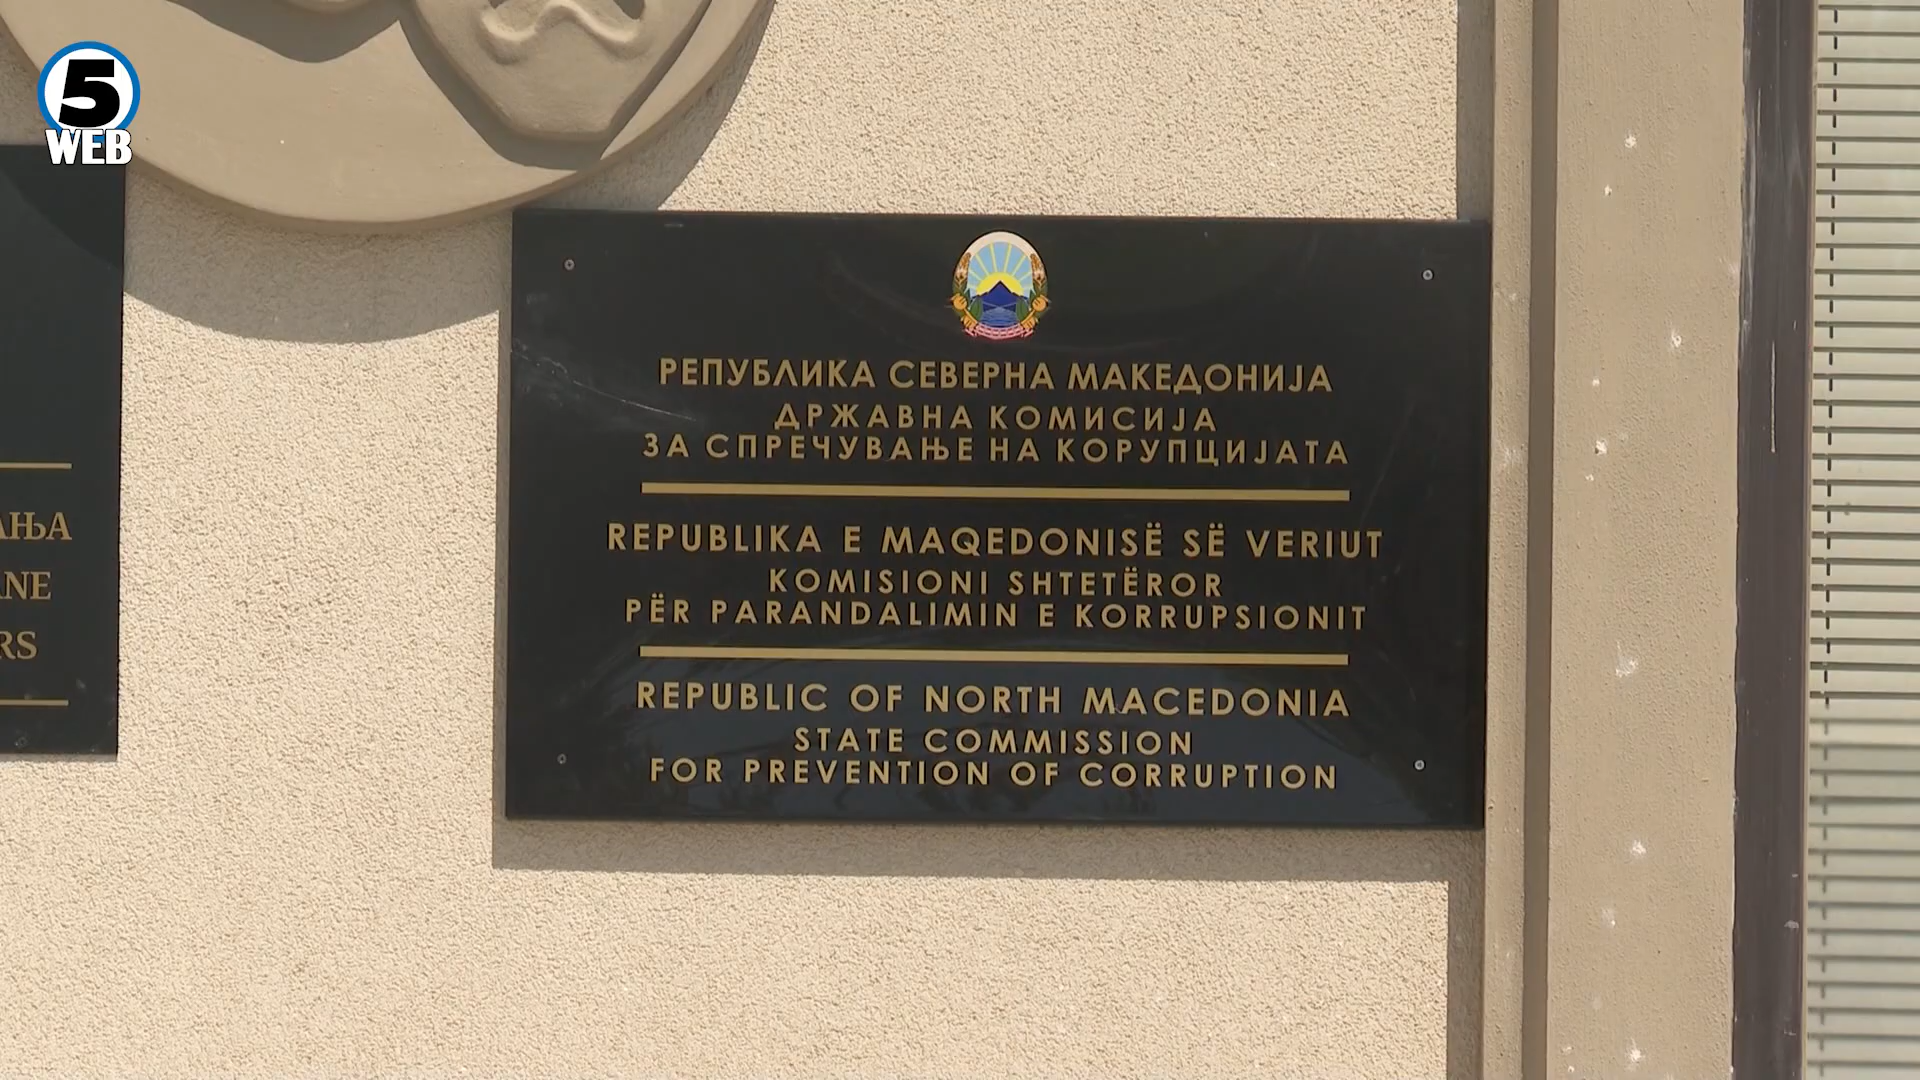 5
WEB
РЕПУБЛИКА СЕВЕРНА МАКЕДОНИЈА
ДРЖАВНА КОМИСИЈА
ЗА СПРЕЧУВАЊЕ НА КОРУПЦИЈАТА
REPUBLIKA E MAQEDONISË SË VERIUT
KOMISIONI SHTETËROR
PËR PARANDALIMIN E KORRUPSIONIT
REPUBLIC OF NORTH MACEDONIA
STATE COMMISSION
FOR PREVENTION OF CORRUPTION